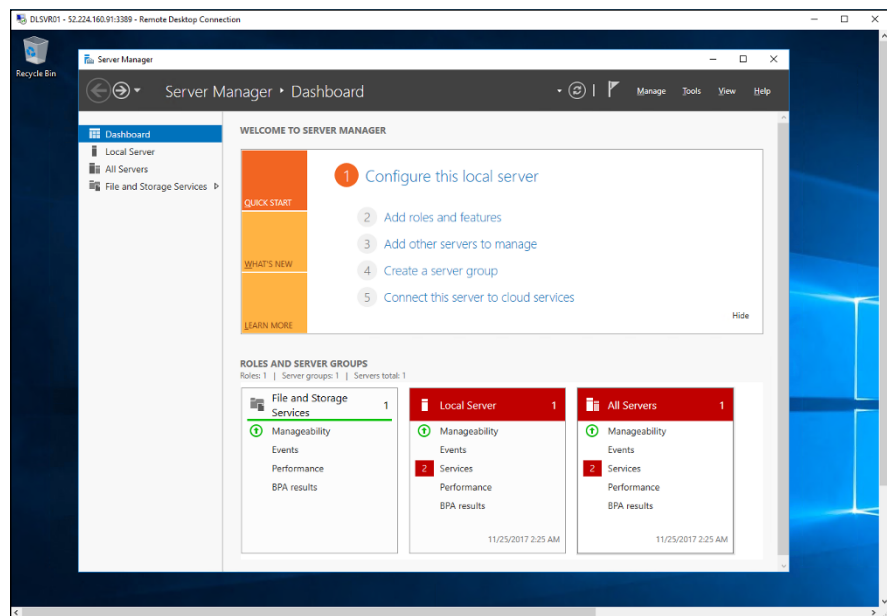 DLSVR01 - 52.224.160.91:3389 - Remote Desktop Connection
Recycle Bin
Server Manager
Server Manager • Dashboard
Manage Tools View Help
Dashboard
Local Server
All Servers
File and Storage Services
WELCOME TO SERVER MANAGER
QUICK START
WHAT'S NEW
LEARN MORE
1 Configure this local server
2 Add roles and features
3 Add other servers to manage
4 Create a server group
5 Connect this server to cloud services
Hide
ROLES AND SERVER GROUPS
Roles: 1 | Server groups: 1 | Servers total: 1
File and Storage
Services 1
Manageability
Events
Performance
BPA results
Local Server 1
Manageability
Events
2 Services
Performance
BPA results
11/25/2017 2:25 AM
All Servers 1
Manageability
Events
2 Services
Performance
BPA results
11/25/2017 2:25 AM